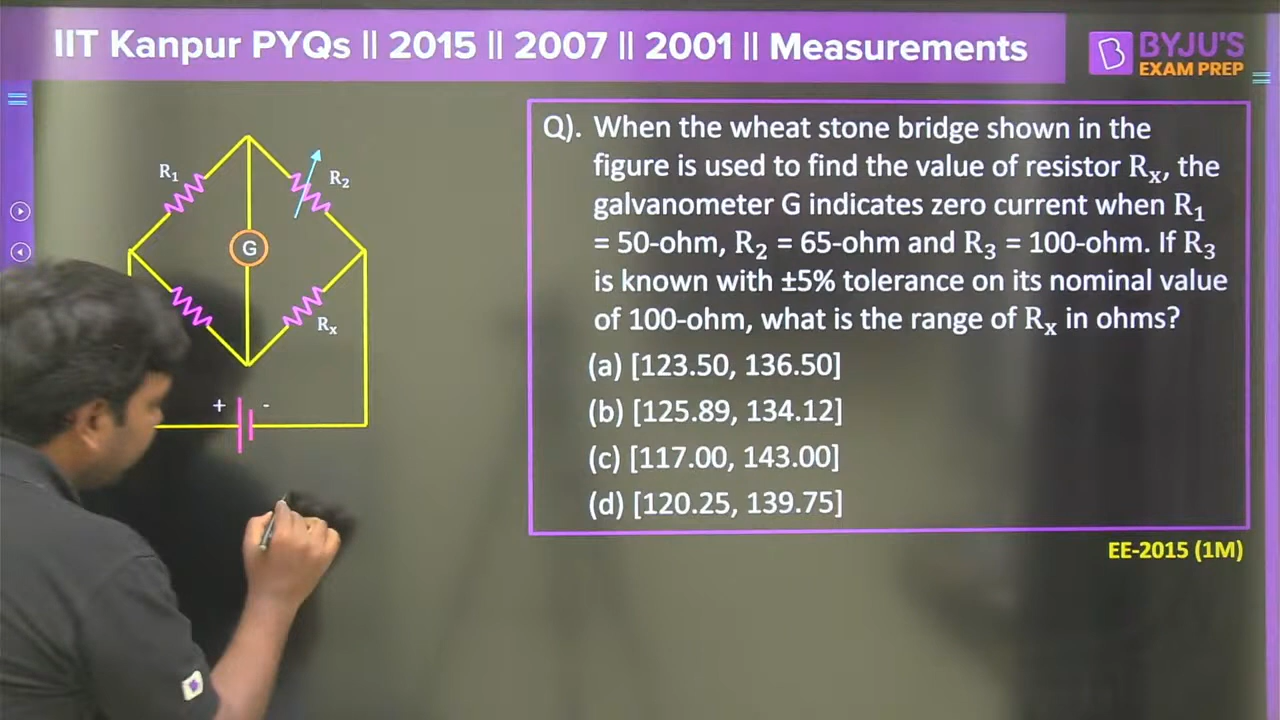 IIT Kanpur PYQs || 2015 || 2007 || 2001 || Measurements
BYJU'S
EXAM PREP
R₁
R₂
G
Rₓ
+ -
Q). When the wheat stone bridge shown in the
figure is used to find the value of resistor Rₓ, the
galvanometer G indicates zero current when R₁
= 50-ohm, R₂ = 65-ohm and R₃ = 100-ohm. If R₃
is known with ±5% tolerance on its nominal value
of 100-ohm, what is the range of Rₓ in ohms?
(a) [123.50, 136.50]
(b) [125.89, 134.12]
(c) [117.00, 143.00]
(d) [120.25, 139.75]
EE-2015 (1M)